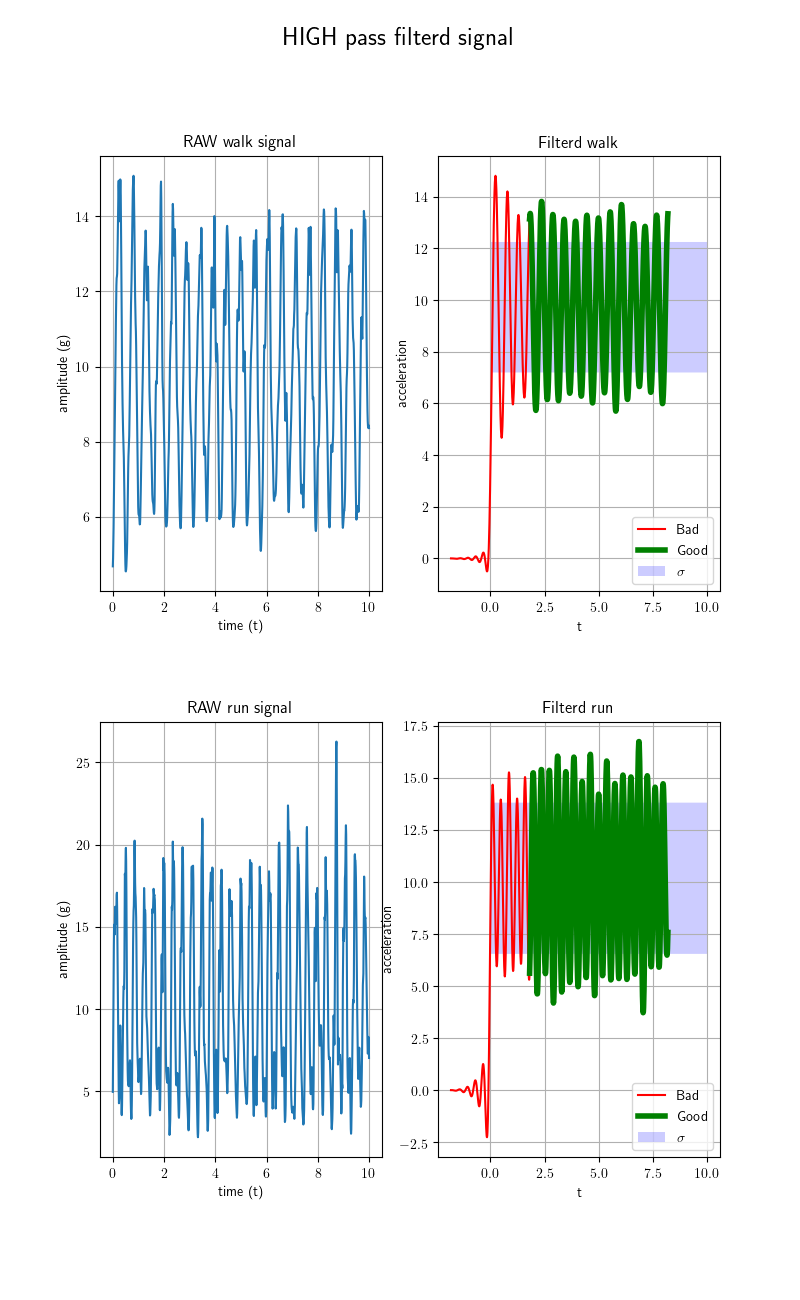 HIGH pass filterd signal
RAW walk signal
amplitude (g)
14
12
10
8
6
0 2 4 6 8 10
time (t)
Filterd walk
acceleration
14
12
10
8
6
4
2
0
Bad
Good
σ
0.0 2.5 5.0 7.5 10.0
t
RAW run signal
amplitude (g)
25
20
15
10
5
0 2 4 6 8 10
time (t)
Filterd run
acceleration
17.5
15.0
12.5
10.0
7.5
5.0
2.5
0.0
−2.5
Bad
Good
σ
0.0 2.5 5.0 7.5 10.0
t